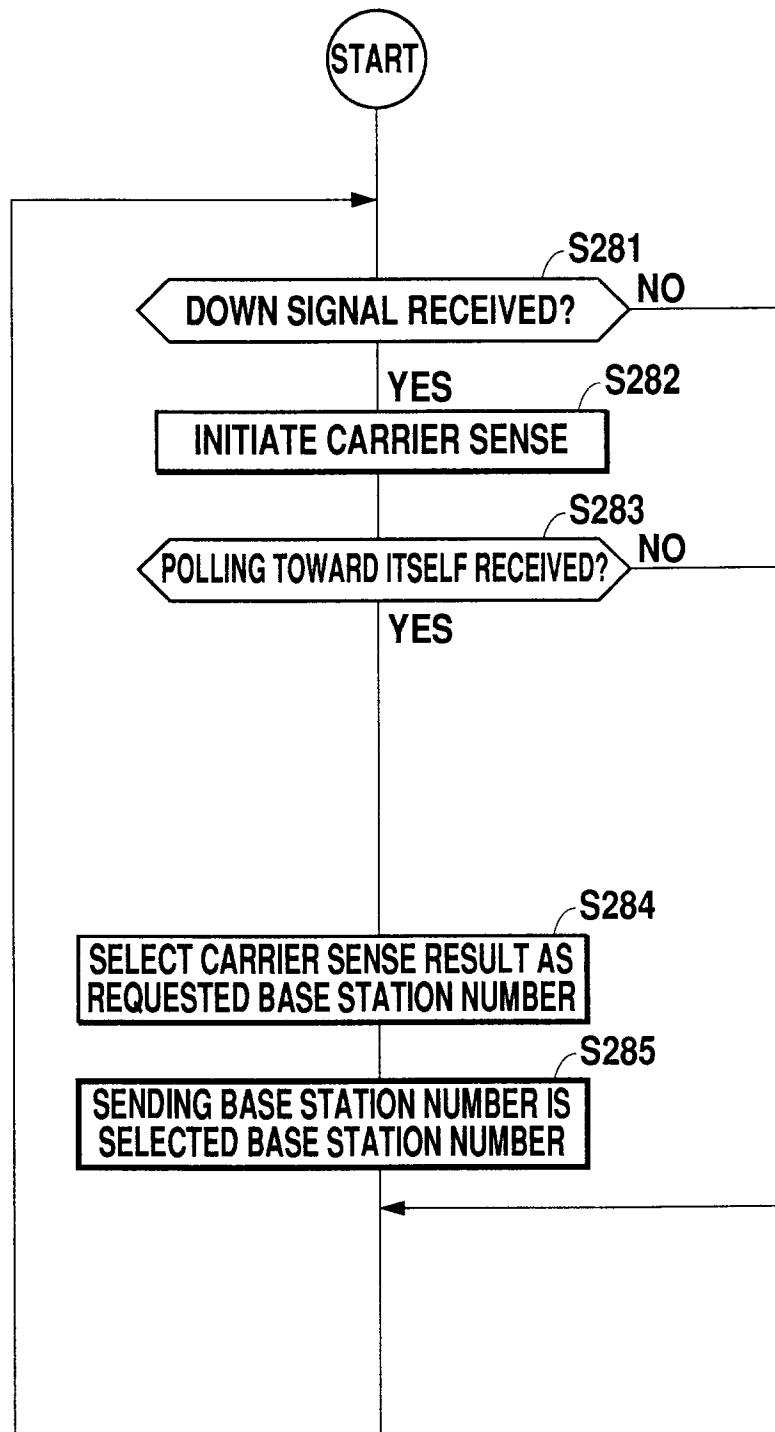 START
S281
DOWN SIGNAL RECEIVED?
NO
YES
S282
INITIATE CARRIER SENSE
S283
POLLING TOWARD ITSELF RECEIVED?
NO
YES
S284
SELECT CARRIER SENSE RESULT AS
REQUESTED BASE STATION NUMBER
S285
SENDING BASE STATION NUMBER IS
SELECTED BASE STATION NUMBER